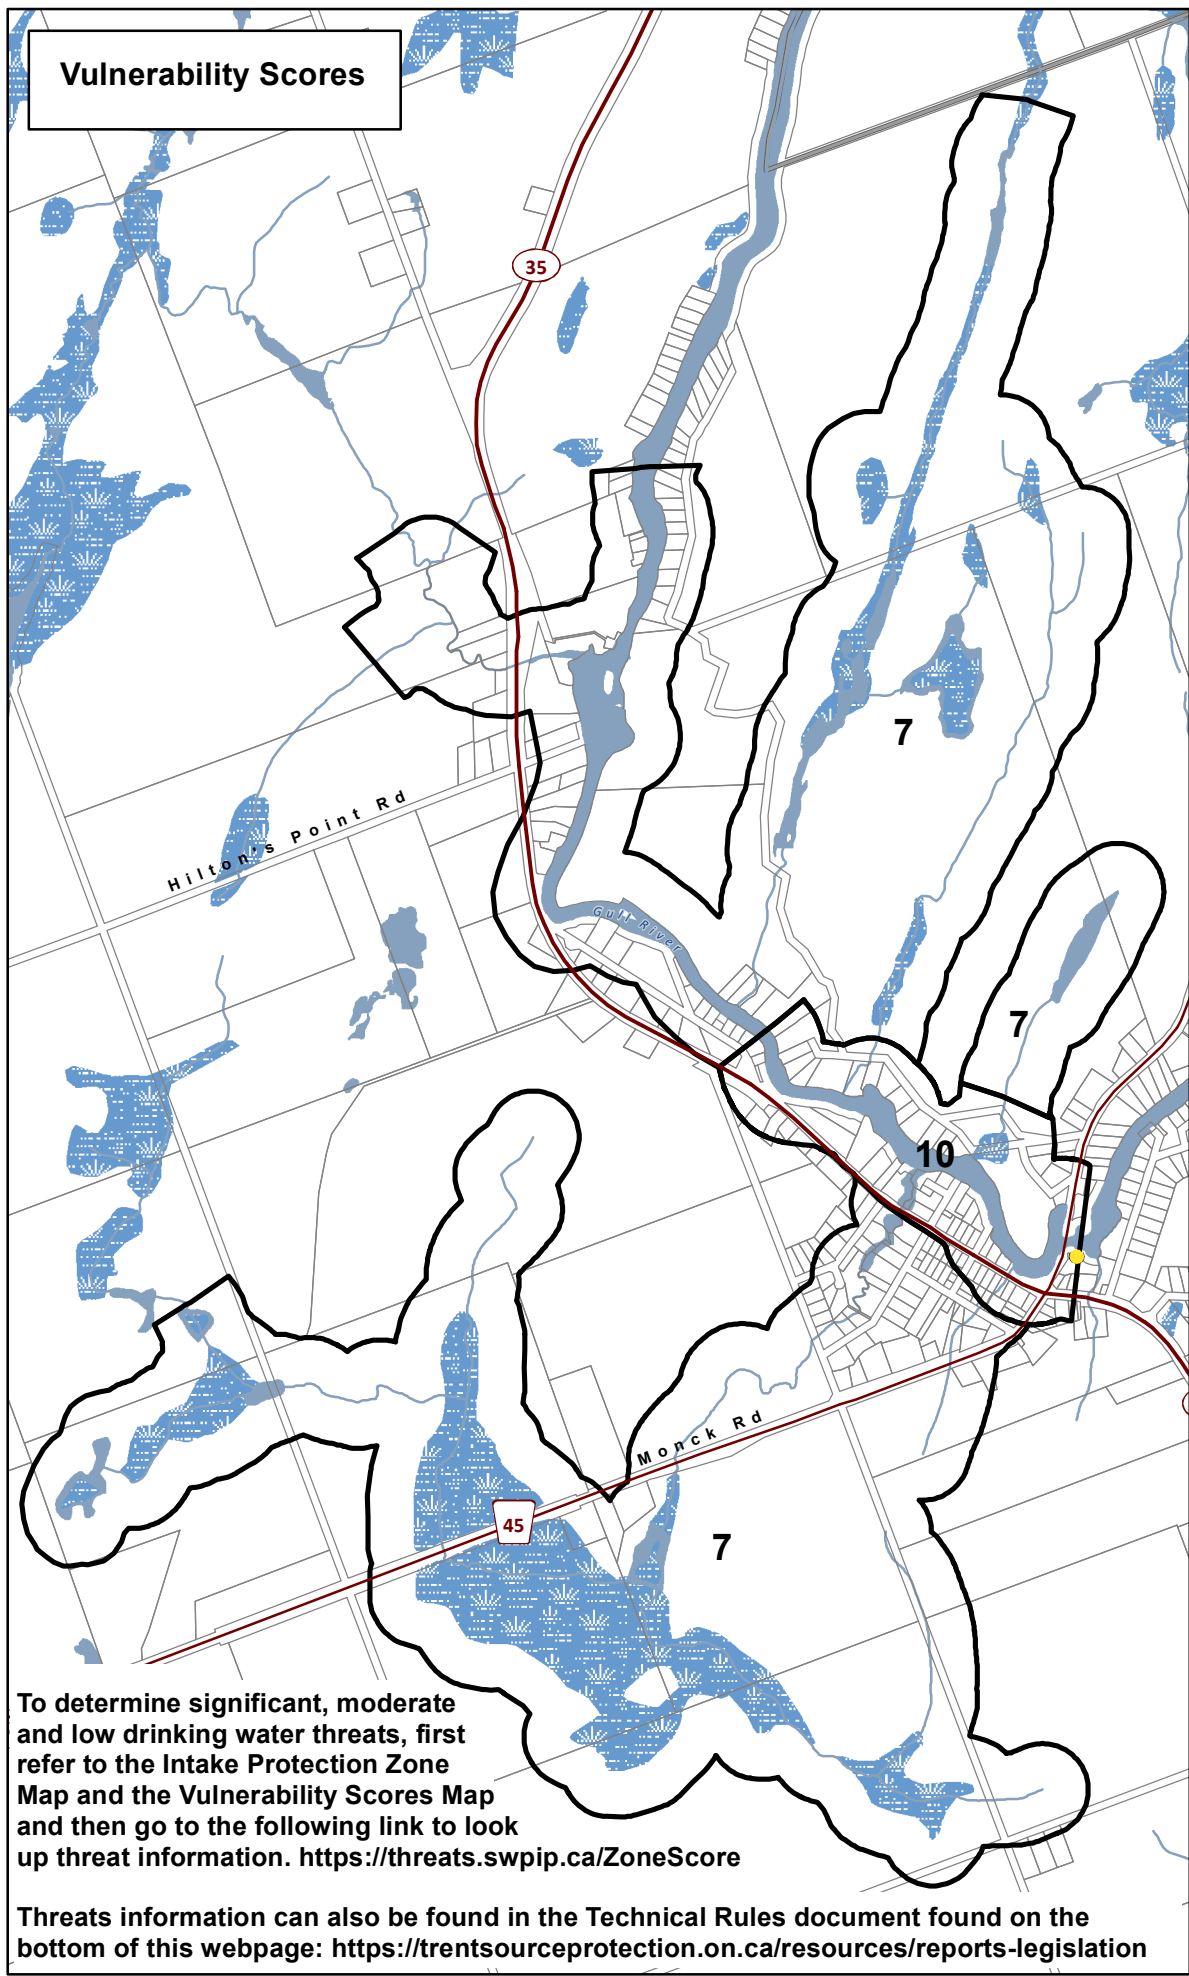 Vulnerability Scores
35
7
Hilton's Point Rd
Gull River
7
10
Monck Rd
45
7
To determine significant, moderate
and low drinking water threats, first
refer to the Intake Protection Zone
Map and the Vulnerability Scores Map
and then go to the following link to look
up threat information. https://threats.swpip.ca/ZoneScore
Threats information can also be found in the Technical Rules document found on the
bottom of this webpage: https://trentsourceprotection.on.ca/resources/reports-legislation